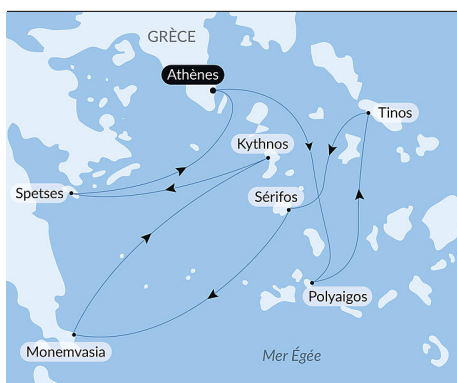 GRÈCE
Athènes
Tinos
Kythnos
Spetses
Sérifos
Polyaigos
Monemvasia
Mer Égée